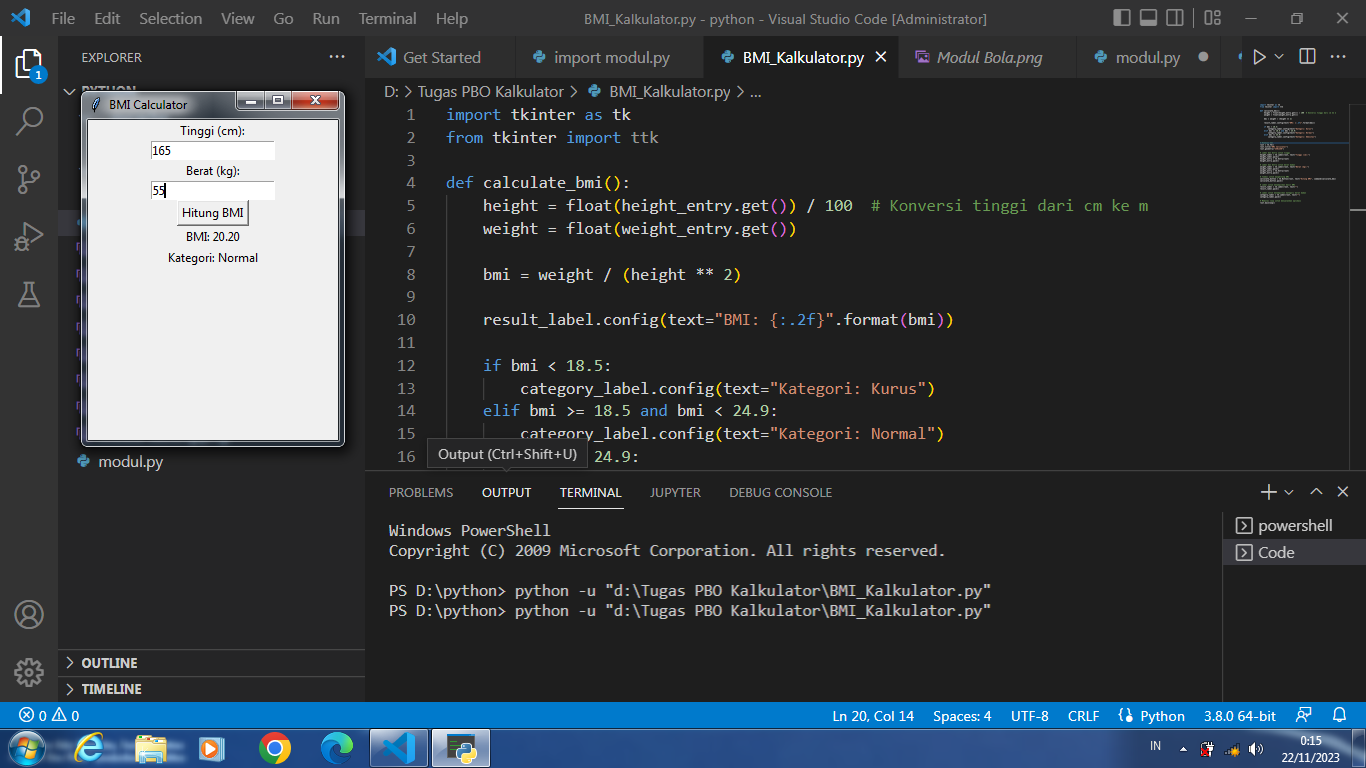 File Edit Selection View Go Run Terminal Help BMI_Kalkulator.py - python - Visual Studio Code [Administrator]
EXPLORER
Get Started import modul.py BMI_Kalkulator.py Modul Bola.png modul.py
D: > Tugas PBO Kalkulator > BMI_Kalkulator.py > ...
PYTHON
BMI Calculator
Tinggi (cm):
165
Berat (kg):
55
Hitung BMI
BMI: 20.20
Kategori: Normal
modul.py
OUTLINE
TIMELINE
1 import tkinter as tk
2 from tkinter import ttk
3
4 def calculate_bmi():
5 height = float(height_entry.get()) / 100 # Konversi tinggi dari cm ke m
6 weight = float(weight_entry.get())
7
8 bmi = weight / (height ** 2)
9
10 result_label.config(text="BMI: {:.2f}".format(bmi))
11
12 if bmi < 18.5:
13 category_label.config(text="Kategori: Kurus")
14 elif bmi >= 18.5 and bmi < 24.9:
15 category_label.config(text="Kategori: Normal")
16 24.9:
Output (Ctrl+Shift+U)
PROBLEMS OUTPUT TERMINAL JUPYTER DEBUG CONSOLE
Windows PowerShell
Copyright (C) 2009 Microsoft Corporation. All rights reserved.
PS D:\python> python -u "d:\Tugas PBO Kalkulator\BMI_Kalkulator.py"
PS D:\python> python -u "d:\Tugas PBO Kalkulator\BMI_Kalkulator.py"
powershell
Code
1
0 0 Ln 20, Col 14 Spaces: 4 UTF-8 CRLF Python 3.8.0 64-bit
IN 0:15
22/11/2023